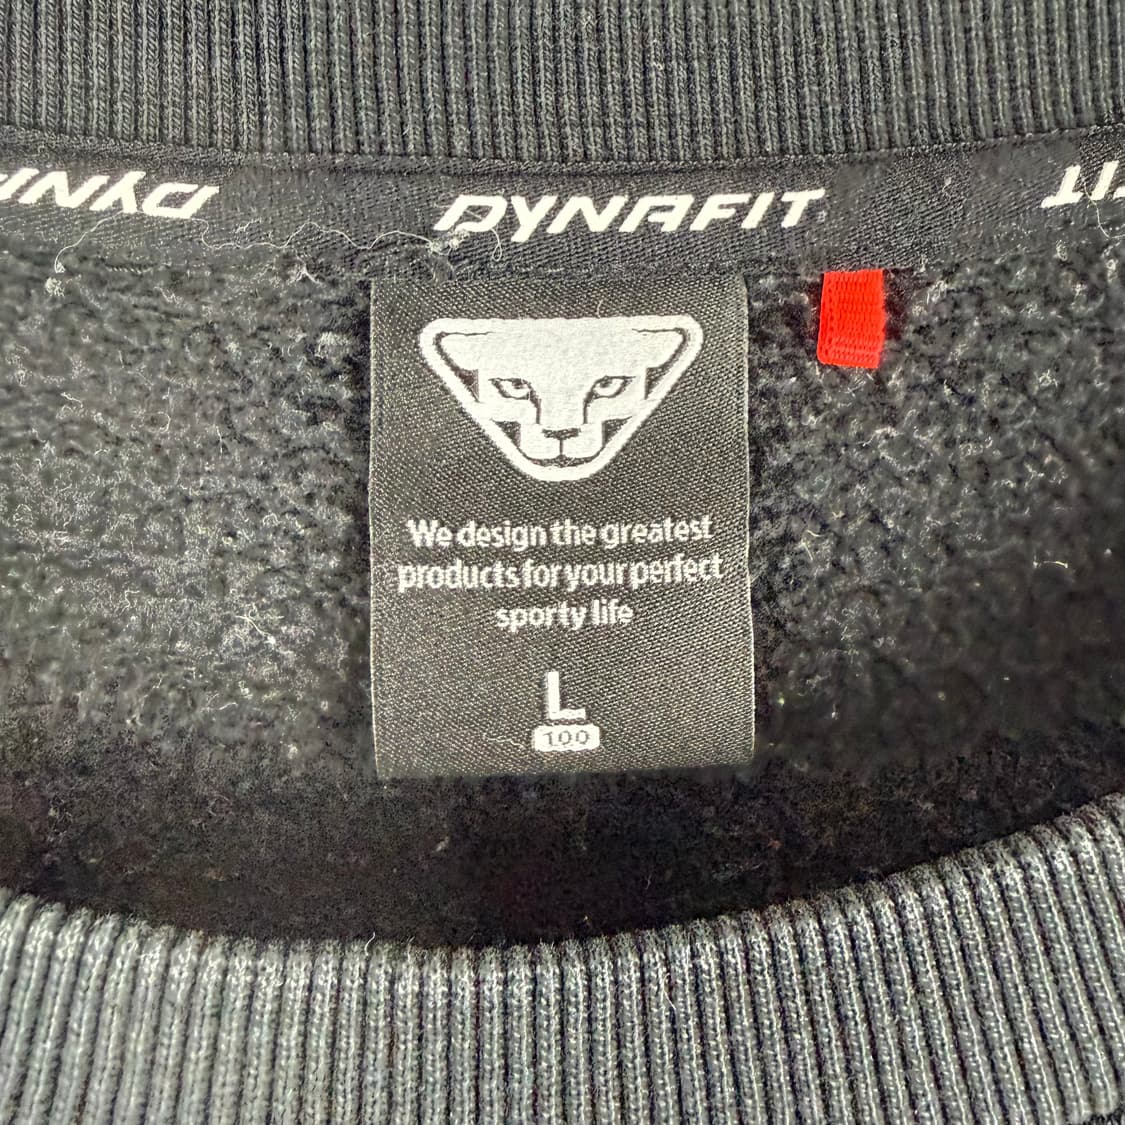 DYNAFIT
We design the greatest
products for your perfect
sporty life
L
100